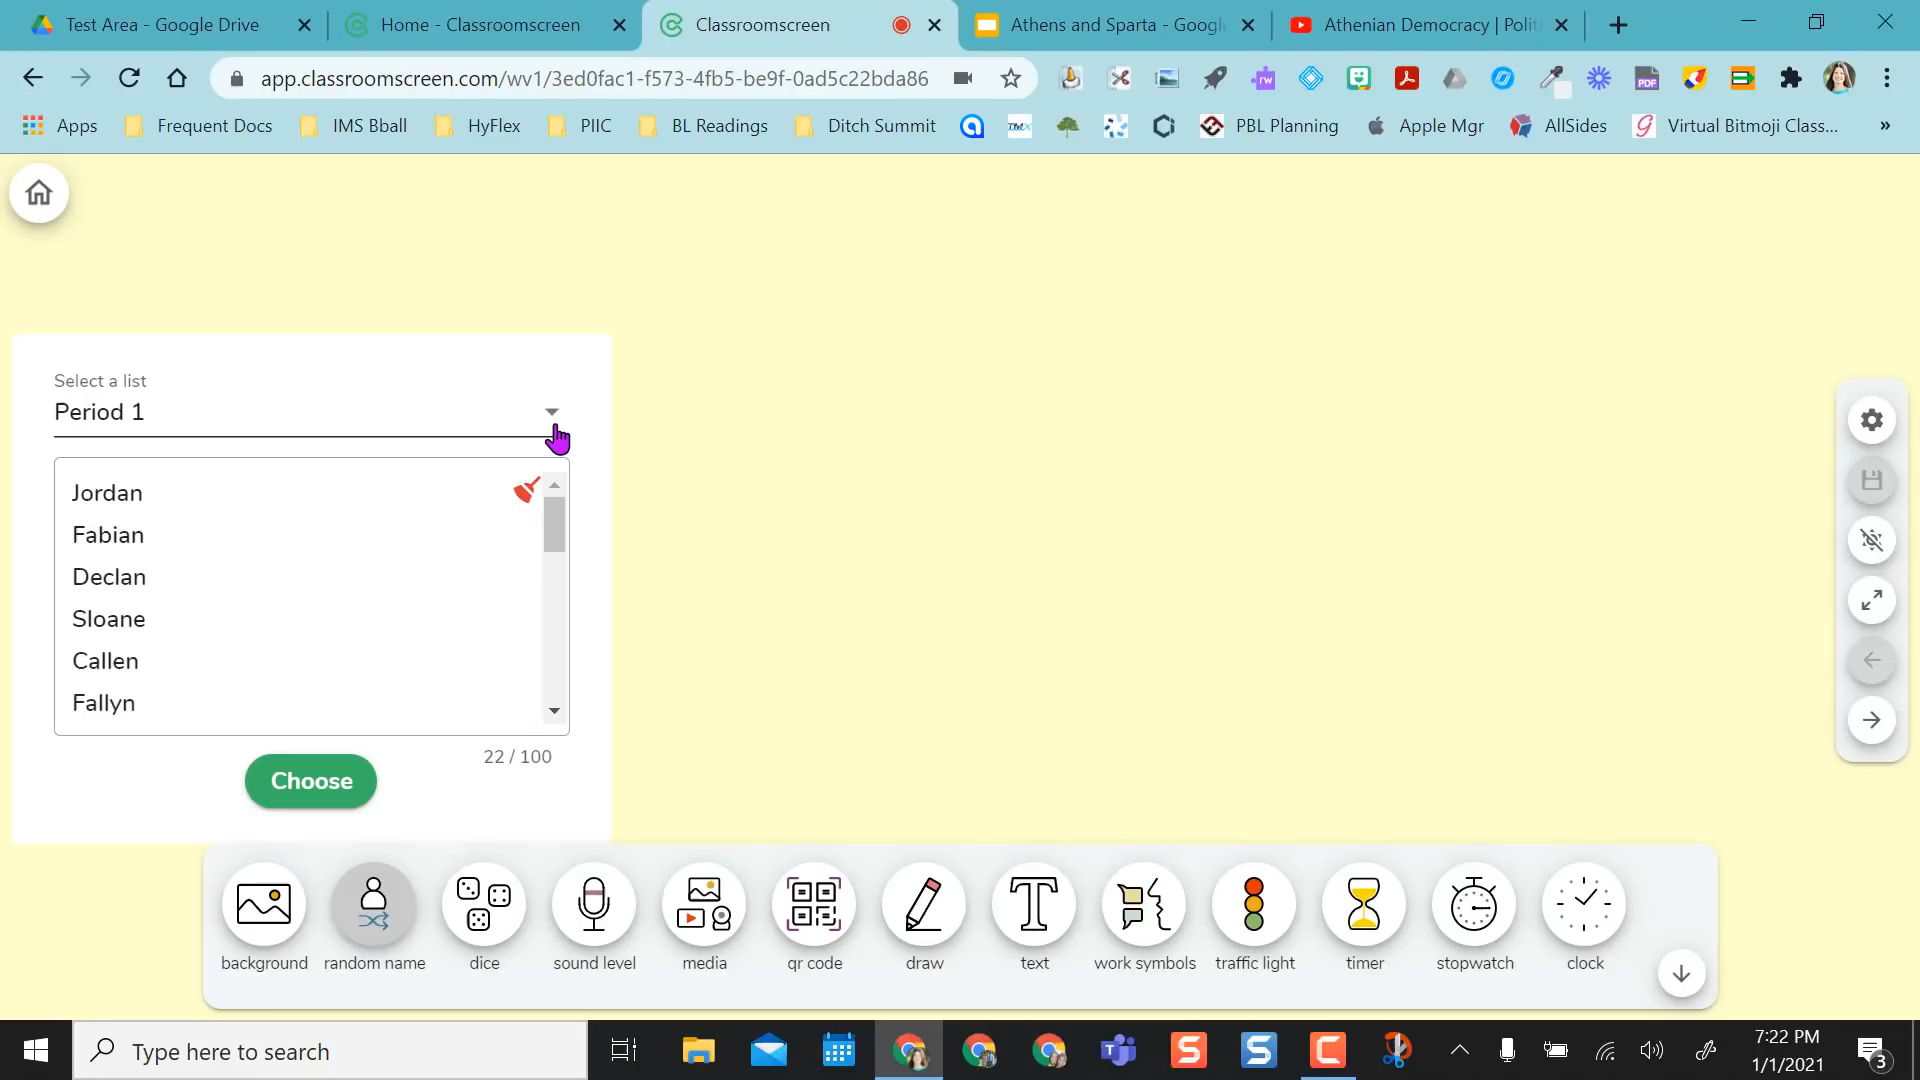 Test Area - Google Drive
Home - Classroomscreen
Classroomscreen
Athens and Sparta - Google
Athenian Democracy | Polit
app.classroomscreen.com/wv1/3ed0fac1-f573-4fb5-be9f-0ad5c22bda86
rw
PDF
Apps
Frequent Docs
IMS Bball
HyFlex
PIIC
BL Readings
Ditch Summit
PBL Planning
Apple Mgr
AllSides
Virtual Bitmoji Class...
»
Select a list
Period 1
Jordan
Fabian
Declan
Sloane
Callen
Fallyn
22 / 100
Choose
background
random name
dice
sound level
media
qr code
draw
text
work symbols
traffic light
timer
stopwatch
clock
Type here to search
7:22 PM
1/1/2021
3